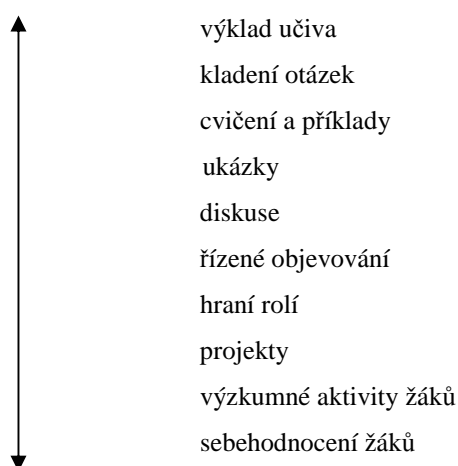 výklad učiva
kladení otázek
cvičení a příklady
ukázky
diskuse
řízené objevování
hraní rolí
projekty
výzkumné aktivity žáků
sebehodnocení žáků